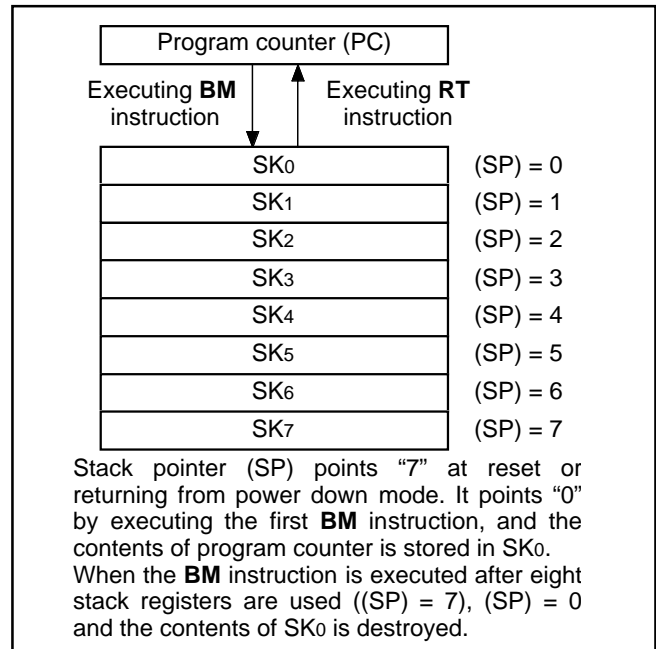 Program counter (PC)
Executing BM instruction
Executing RT instruction
SK0 (SP) = 0
SK1 (SP) = 1
SK2 (SP) = 2
SK3 (SP) = 3
SK4 (SP) = 4
SK5 (SP) = 5
SK6 (SP) = 6
SK7 (SP) = 7
Stack pointer (SP) points “7” at reset or
returning from power down mode. It points “0”
by executing the first BM instruction, and the
contents of program counter is stored in SK0.
When the BM instruction is executed after eight
stack registers are used ((SP) = 7), (SP) = 0
and the contents of SK0 is destroyed.